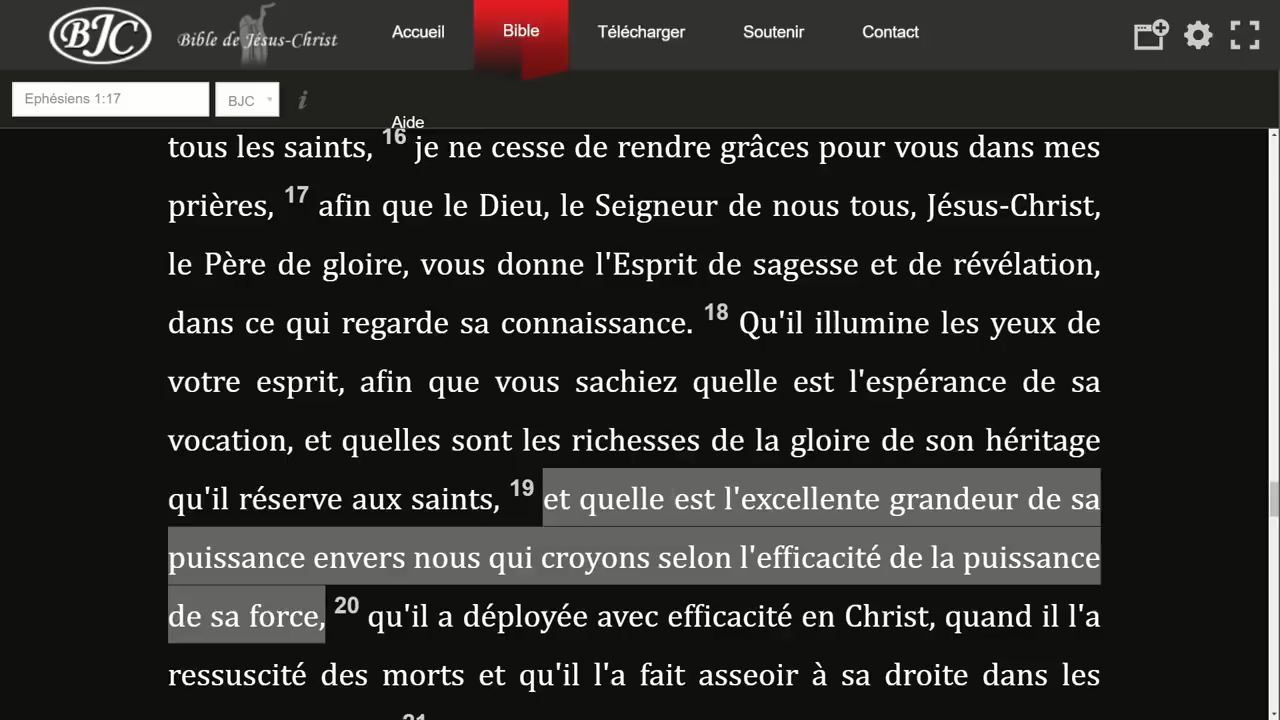 BJC Bible de Jésus-Christ Accueil Bible Télécharger Soutenir Contact
Ephésiens 1:17 BJC i
Aide
tous les saints, 16 je ne cesse de rendre grâces pour vous dans mes
prières, 17 afin que le Dieu, le Seigneur de nous tous, Jésus-Christ,
le Père de gloire, vous donne l'Esprit de sagesse et de révélation,
dans ce qui regarde sa connaissance. 18 Qu'il illumine les yeux de
votre esprit, afin que vous sachiez quelle est l'espérance de sa
vocation, et quelles sont les richesses de la gloire de son héritage
qu'il réserve aux saints, 19 et quelle est l'excellente grandeur de sa
puissance envers nous qui croyons selon l'efficacité de la puissance
de sa force, 20 qu'il a déployée avec efficacité en Christ, quand il l'a
ressuscité des morts et qu'il l'a fait asseoir à sa droite dans les